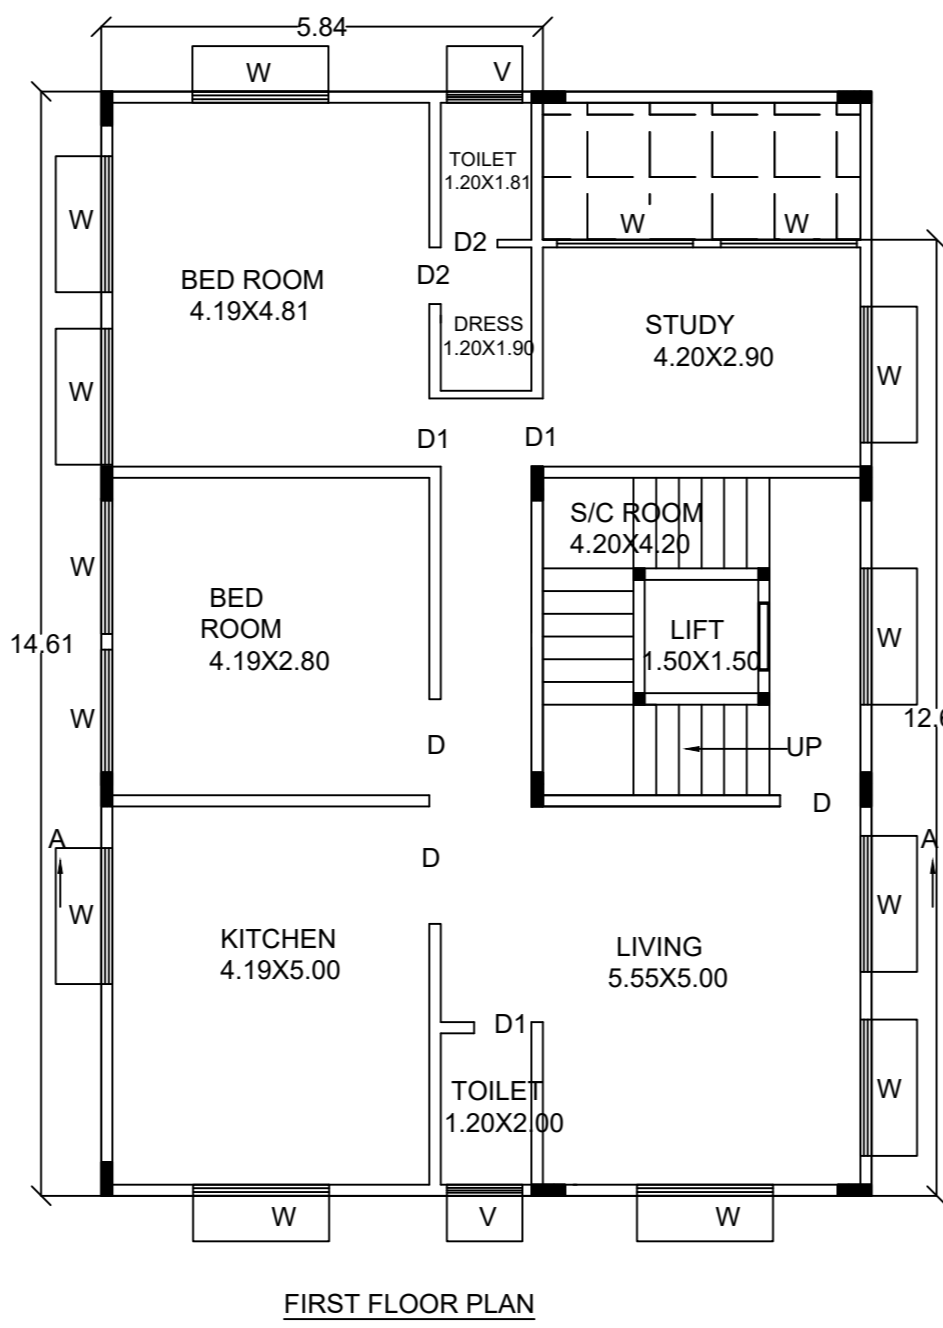 5.84
W
V
TOILET
1.20X1.81
W
W
W
D2
BED ROOM
4.19X4.81
D2
DRESS
1.20X1.90
STUDY
4.20X2.90
W
W
D1
D1
S/C ROOM
4.20X4.20
W
BED
ROOM
4.19X2.80
LIFT
1.50X1.50
W
14.61
W
D
UP
12.6
D
A
A
D
W
W
KITCHEN
4.19X5.00
LIVING
5.55X5.00
D1
TOILET
1.20X2.00
W
W
V
W
FIRST FLOOR PLAN